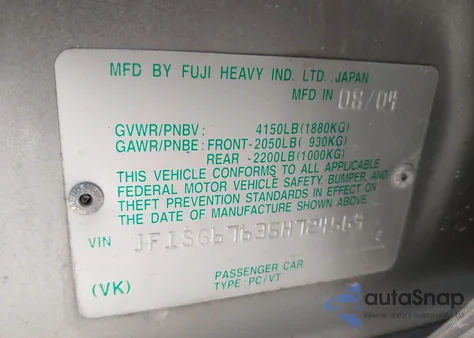 MFD BY FUJI HEAVY IND. LTD., JAPAN
MFD IN 08/04
GVWR/PNBV: 4150LB(1880KG)
GAWR/PNBE: FRONT-2050LB( 930KG)
REAR -2200LB(1000KG)
THIS VEHICLE CONFORMS TO ALL APPLICABLE
FEDERAL MOTOR VEHICLE SAFETY, BUMPER, AND
THEFT PREVENTION STANDARDS IN EFFECT ON
THE DATE OF MANUFACTURE SHOWN ABOVE.
VIN
PASSENGER CAR
(VK) TYPE:PC/VT
autoSnap